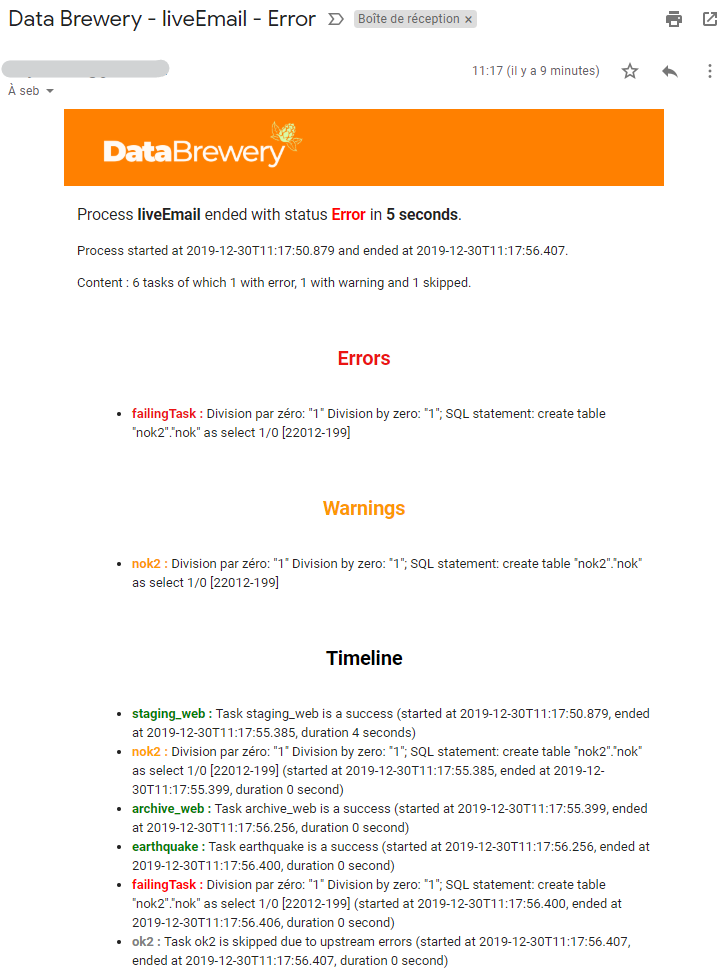 Data Brewery - liveEmail - Error
Boîte de réception ×
11:17 (il y a 9 minutes)
À seb
DataBrewery
Process liveEmail ended with status Error in 5 seconds.
Process started at 2019-12-30T11:17:50.879 and ended at 2019-12-30T11:17:56.407.
Content : 6 tasks of which 1 with error, 1 with warning and 1 skipped.
Errors
• failingTask : Division par zéro: "1" Division by zero: "1"; SQL statement: create table
"nok2"."nok" as select 1/0 [22012-199]
Warnings
• nok2 : Division par zéro: "1" Division by zero: "1"; SQL statement: create table "nok2"."nok"
as select 1/0 [22012-199]
Timeline
• staging_web : Task staging_web is a success (started at 2019-12-30T11:17:50.879, ended
at 2019-12-30T11:17:55.385, duration 4 seconds)
• nok2 : Division par zéro: "1" Division by zero: "1"; SQL statement: create table "nok2"."nok"
as select 1/0 [22012-199] (started at 2019-12-30T11:17:55.385, ended at 2019-12-
30T11:17:55.399, duration 0 second)
• archive_web : Task archive_web is a success (started at 2019-12-30T11:17:55.399, ended
at 2019-12-30T11:17:56.256, duration 0 second)
• earthquake : Task earthquake is a success (started at 2019-12-30T11:17:56.256, ended at
2019-12-30T11:17:56.400, duration 0 second)
• failingTask : Division par zéro: "1" Division by zero: "1"; SQL statement: create table
"nok2"."nok" as select 1/0 [22012-199] (started at 2019-12-30T11:17:56.400, ended at
2019-12-30T11:17:56.406, duration 0 second)
• ok2 : Task ok2 is skipped due to upstream errors (started at 2019-12-30T11:17:56.407,
ended at 2019-12-30T11:17:56.407, duration 0 second)